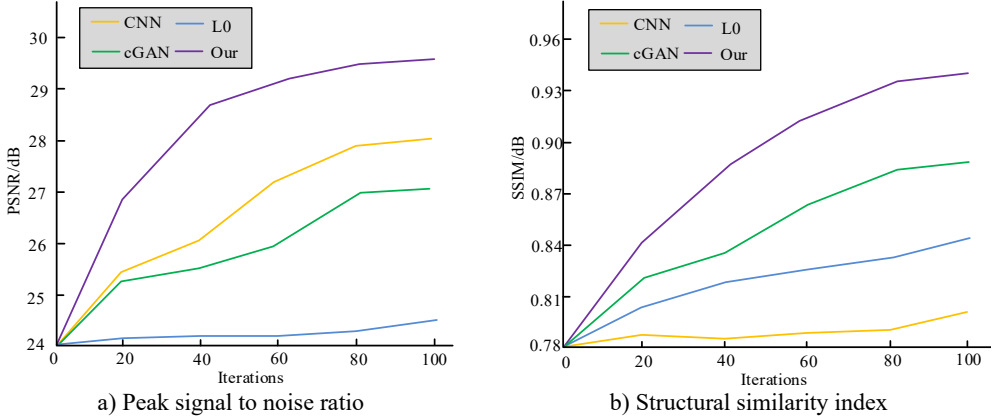 CNN L0
cGAN Our
PSNR/dB
30
29
28
27
26
25
24
0 20 40 60 80 100
Iterations
a) Peak signal to noise ratio
CNN L0
cGAN Our
SSIM/dB
0.96
0.93
0.90
0.87
0.84
0.81
0.78
0 20 40 60 80 100
Iterations
b) Structural similarity index